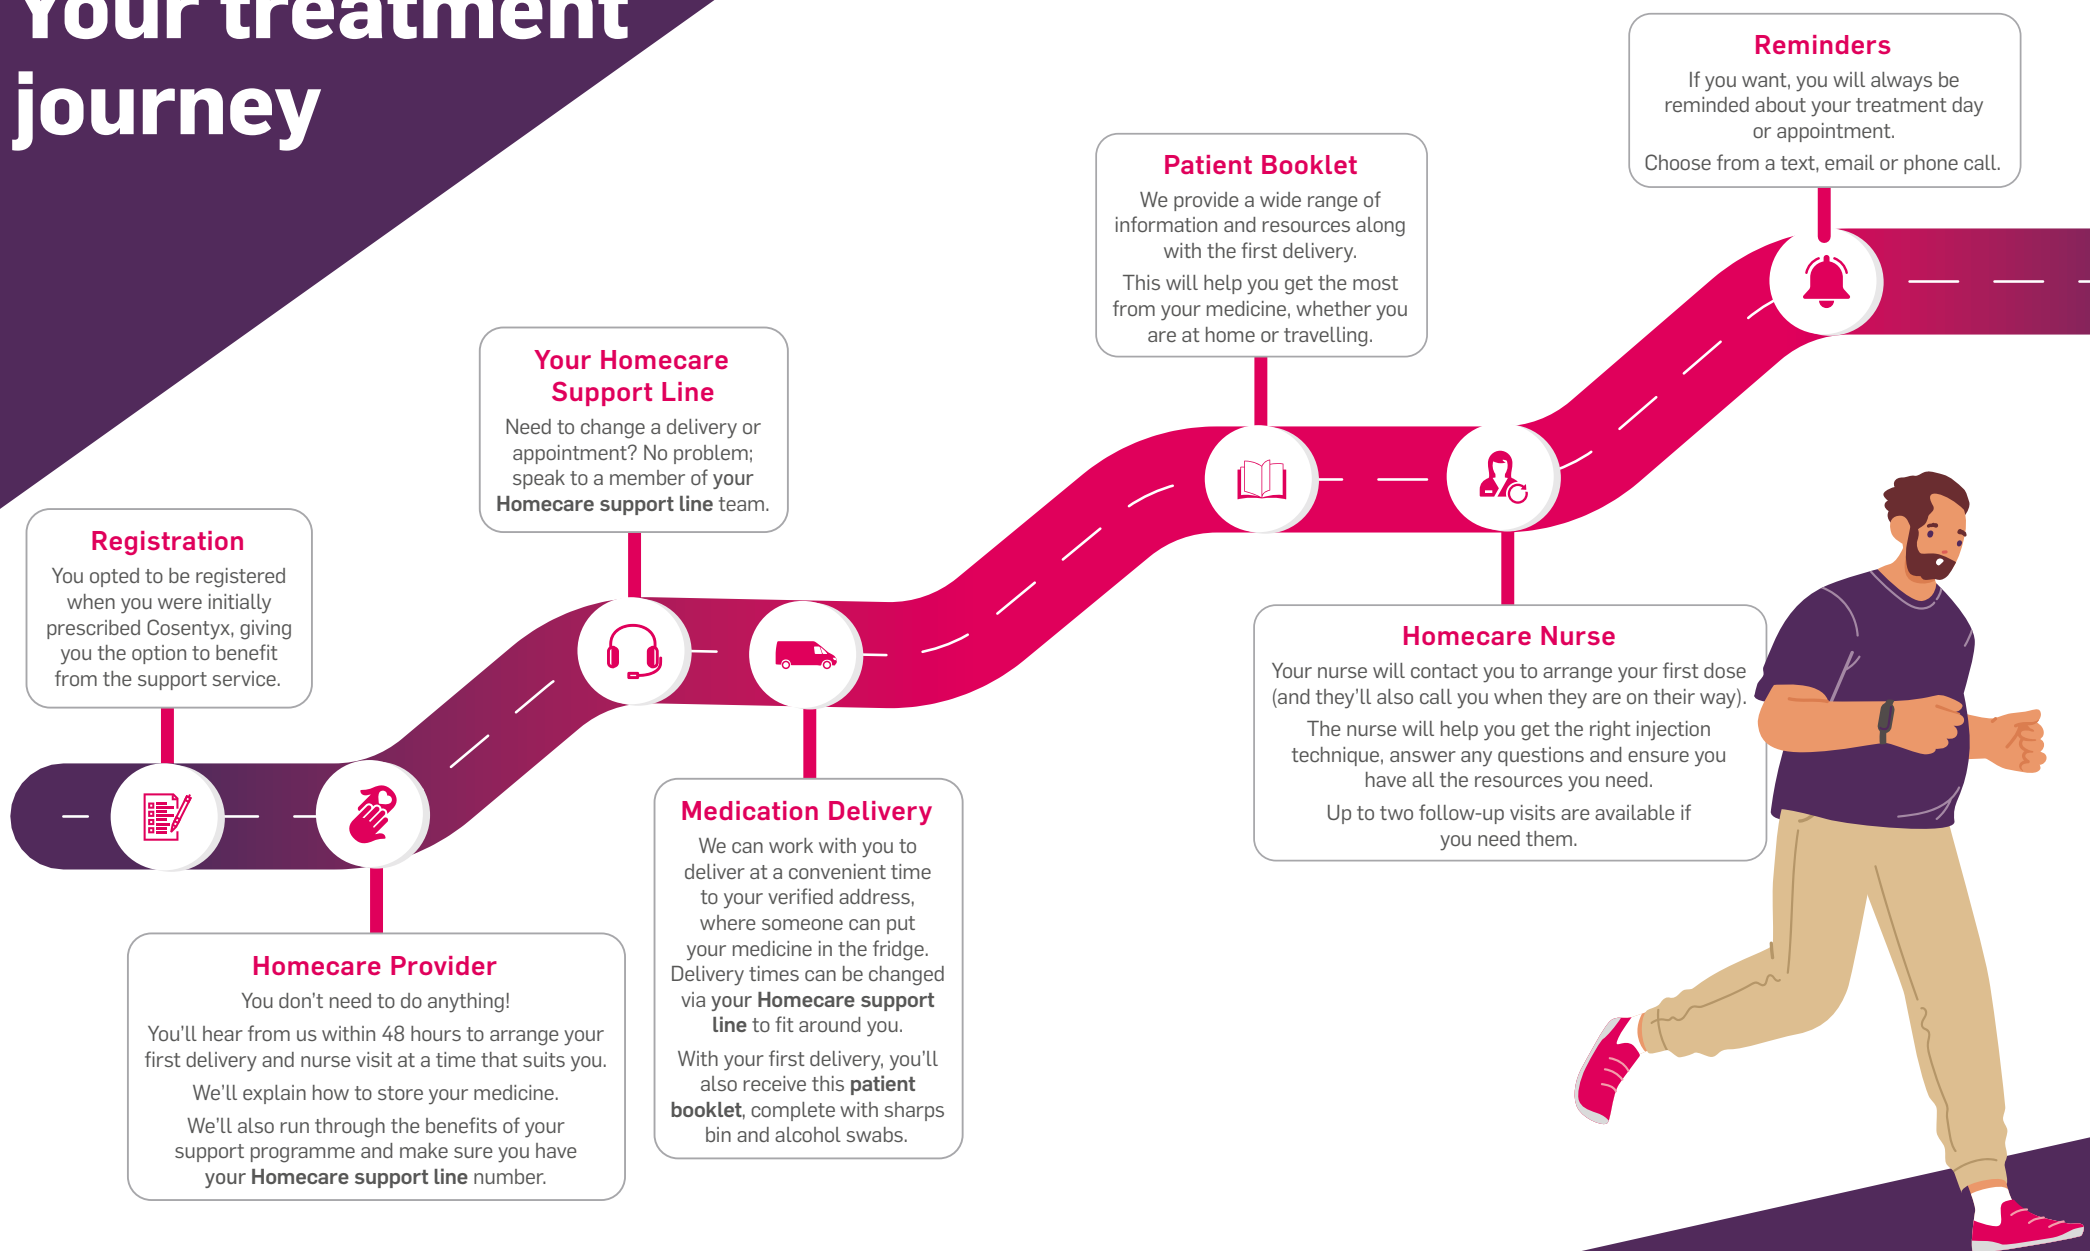 Your treatment
journey
Registration
You opted to be registered
when you were initially
prescribed Cosentyx, giving
you the option to benefit
from the support service.
Homecare Provider
You don't need to do anything!
You'll hear from us within 48 hours to arrange your
first delivery and nurse visit at a time that suits you.
We'll explain how to store your medicine.
We'll also run through the benefits of your
support programme and make sure you have
your Homecare support line number.
Your Homecare
Support Line
Need to change a delivery or
appointment? No problem;
speak to a member of your
Homecare support line team.
Medication Delivery
We can work with you to
deliver at a convenient time
to your verified address,
where someone can put
your medicine in the fridge.
Delivery times can be changed
via your Homecare support
line to fit around you.
With your first delivery, you'll
also receive this patient
booklet, complete with sharps
bin and alcohol swabs.
Patient Booklet
We provide a wide range of
information and resources along
with the first delivery.
This will help you get the most
from your medicine, whether you
are at home or travelling.
Homecare Nurse
Your nurse will contact you to arrange your first dose
(and they'll also call you when they are on their way).
The nurse will help you get the right injection
technique, answer any questions and ensure you
have all the resources you need.
Up to two follow-up visits are available if
you need them.
Reminders
If you want, you will always be
reminded about your treatment day
or appointment.
Choose from a text, email or phone call.